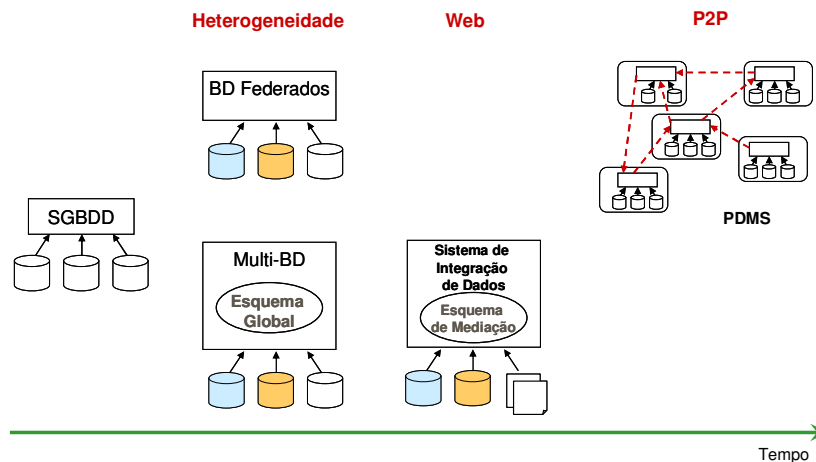 Heterogeneidade
Web
P2P
BD Federados
PDMS
SGBDD
Multi-BD
Esquema
Global
Sistema de
Integração
de Dados
Esquema
de Mediação
Tempo